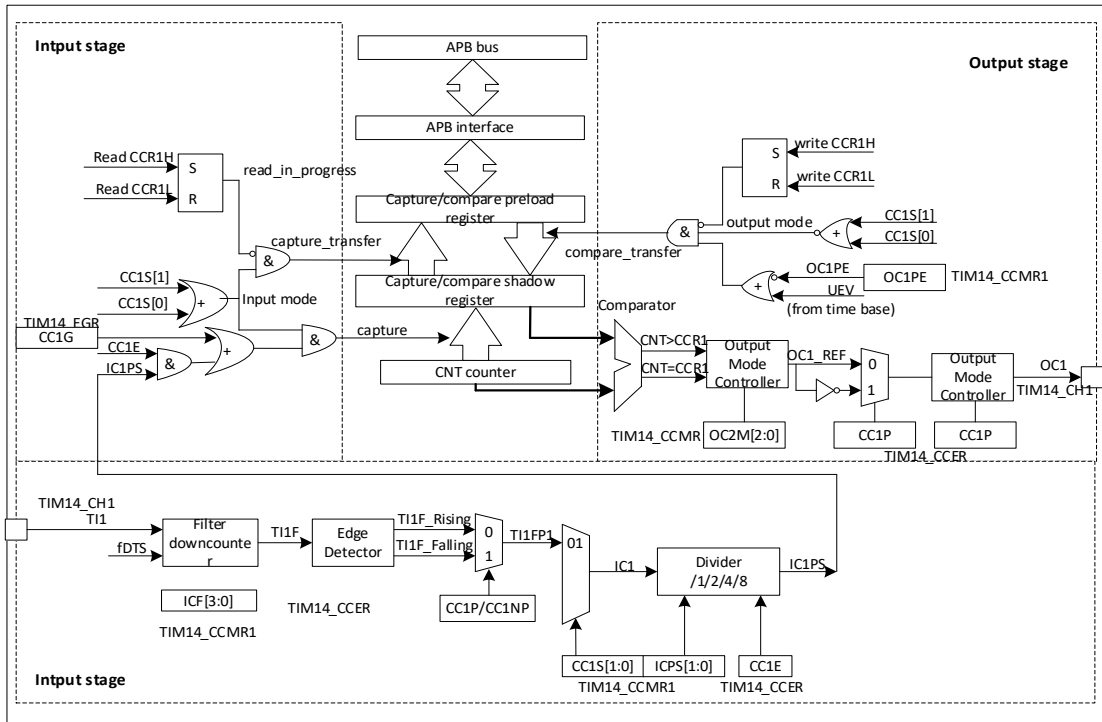 Intput stage
APB bus
Output stage
APB interface
Read CCR1H
S
read_in_progress
Read CCR1L
R
S
write CCR1H
R
write CCR1L
Capture/compare preload
register
capture_transfer
&
&
output mode
+
CC1S[1]
CC1S[0]
compare_transfer
CC1S[1]
CC1S[0]
+
Input mode
Capture/compare shadow
register
+
OC1PE
OC1PE
TIM14_CCMR1
UEV
(from time base)
Comparator
TIM14_EGR
CC1G
CC1E
IC1PS
&
+
&
capture
CNT counter
CNT>CCR1
CNT=CCR1
Output
Mode
Controller
OC1_REF
0
1
Output
Mode
Controller
OC1
TIM14_CH1
TIM14_CCMR
OC2M[2:0]
CC1P
CC1P
TIM14_CCER
TIM14_CH1
TI1
fDTS
Filter
downcounte
r
TI1F
Edge
Detector
TI1F_Rising
TI1F_Falling
0
1
TI1FP1
01
IC1
Divider
/1/2/4/8
IC1PS
ICF[3:0]
TIM14_CCMR1
TIM14_CCER
CC1P/CC1NP
CC1S[1:0]
ICPS[1:0]
CC1E
TIM14_CCMR1
TIM14_CCER
Intput stage